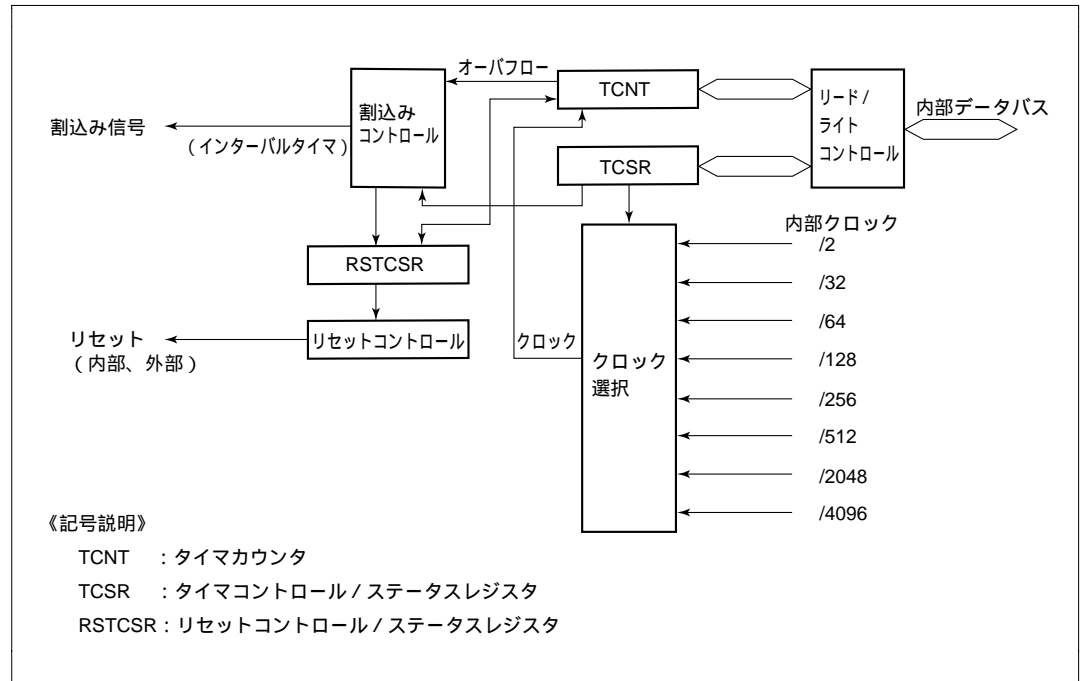 オーバフロー
TCNT
割込み
コントロール
リード /
ライト
コントロール
内部データバス
割込み信号
（インターバルタイマ）
TCSR
内部クロック
/2
RSTCSR
/32
/64
リセット
（内部、外部）
リセットコントロール
クロック
クロック
選択
/128
/256
/512
/2048
/4096
《記号説明》
TCNT ：タイマカウンタ
TCSR ：タイマコントロール / ステータスレジスタ
RSTCSR：リセットコントロール / ステータスレジスタ